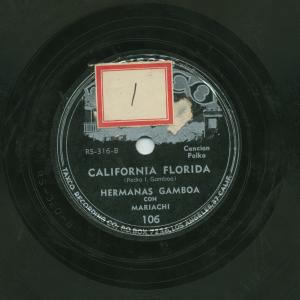 1
RS-316-B
Cancion
Polka
CALIFORNIA FLORIDA
(Pedro I. Gamboa)
HERMANAS GAMBOA
CON
MARIACHI
106
TAXCO RECORDING CO. PO BOX 7236-LOS ANGELES 37 CALIF.